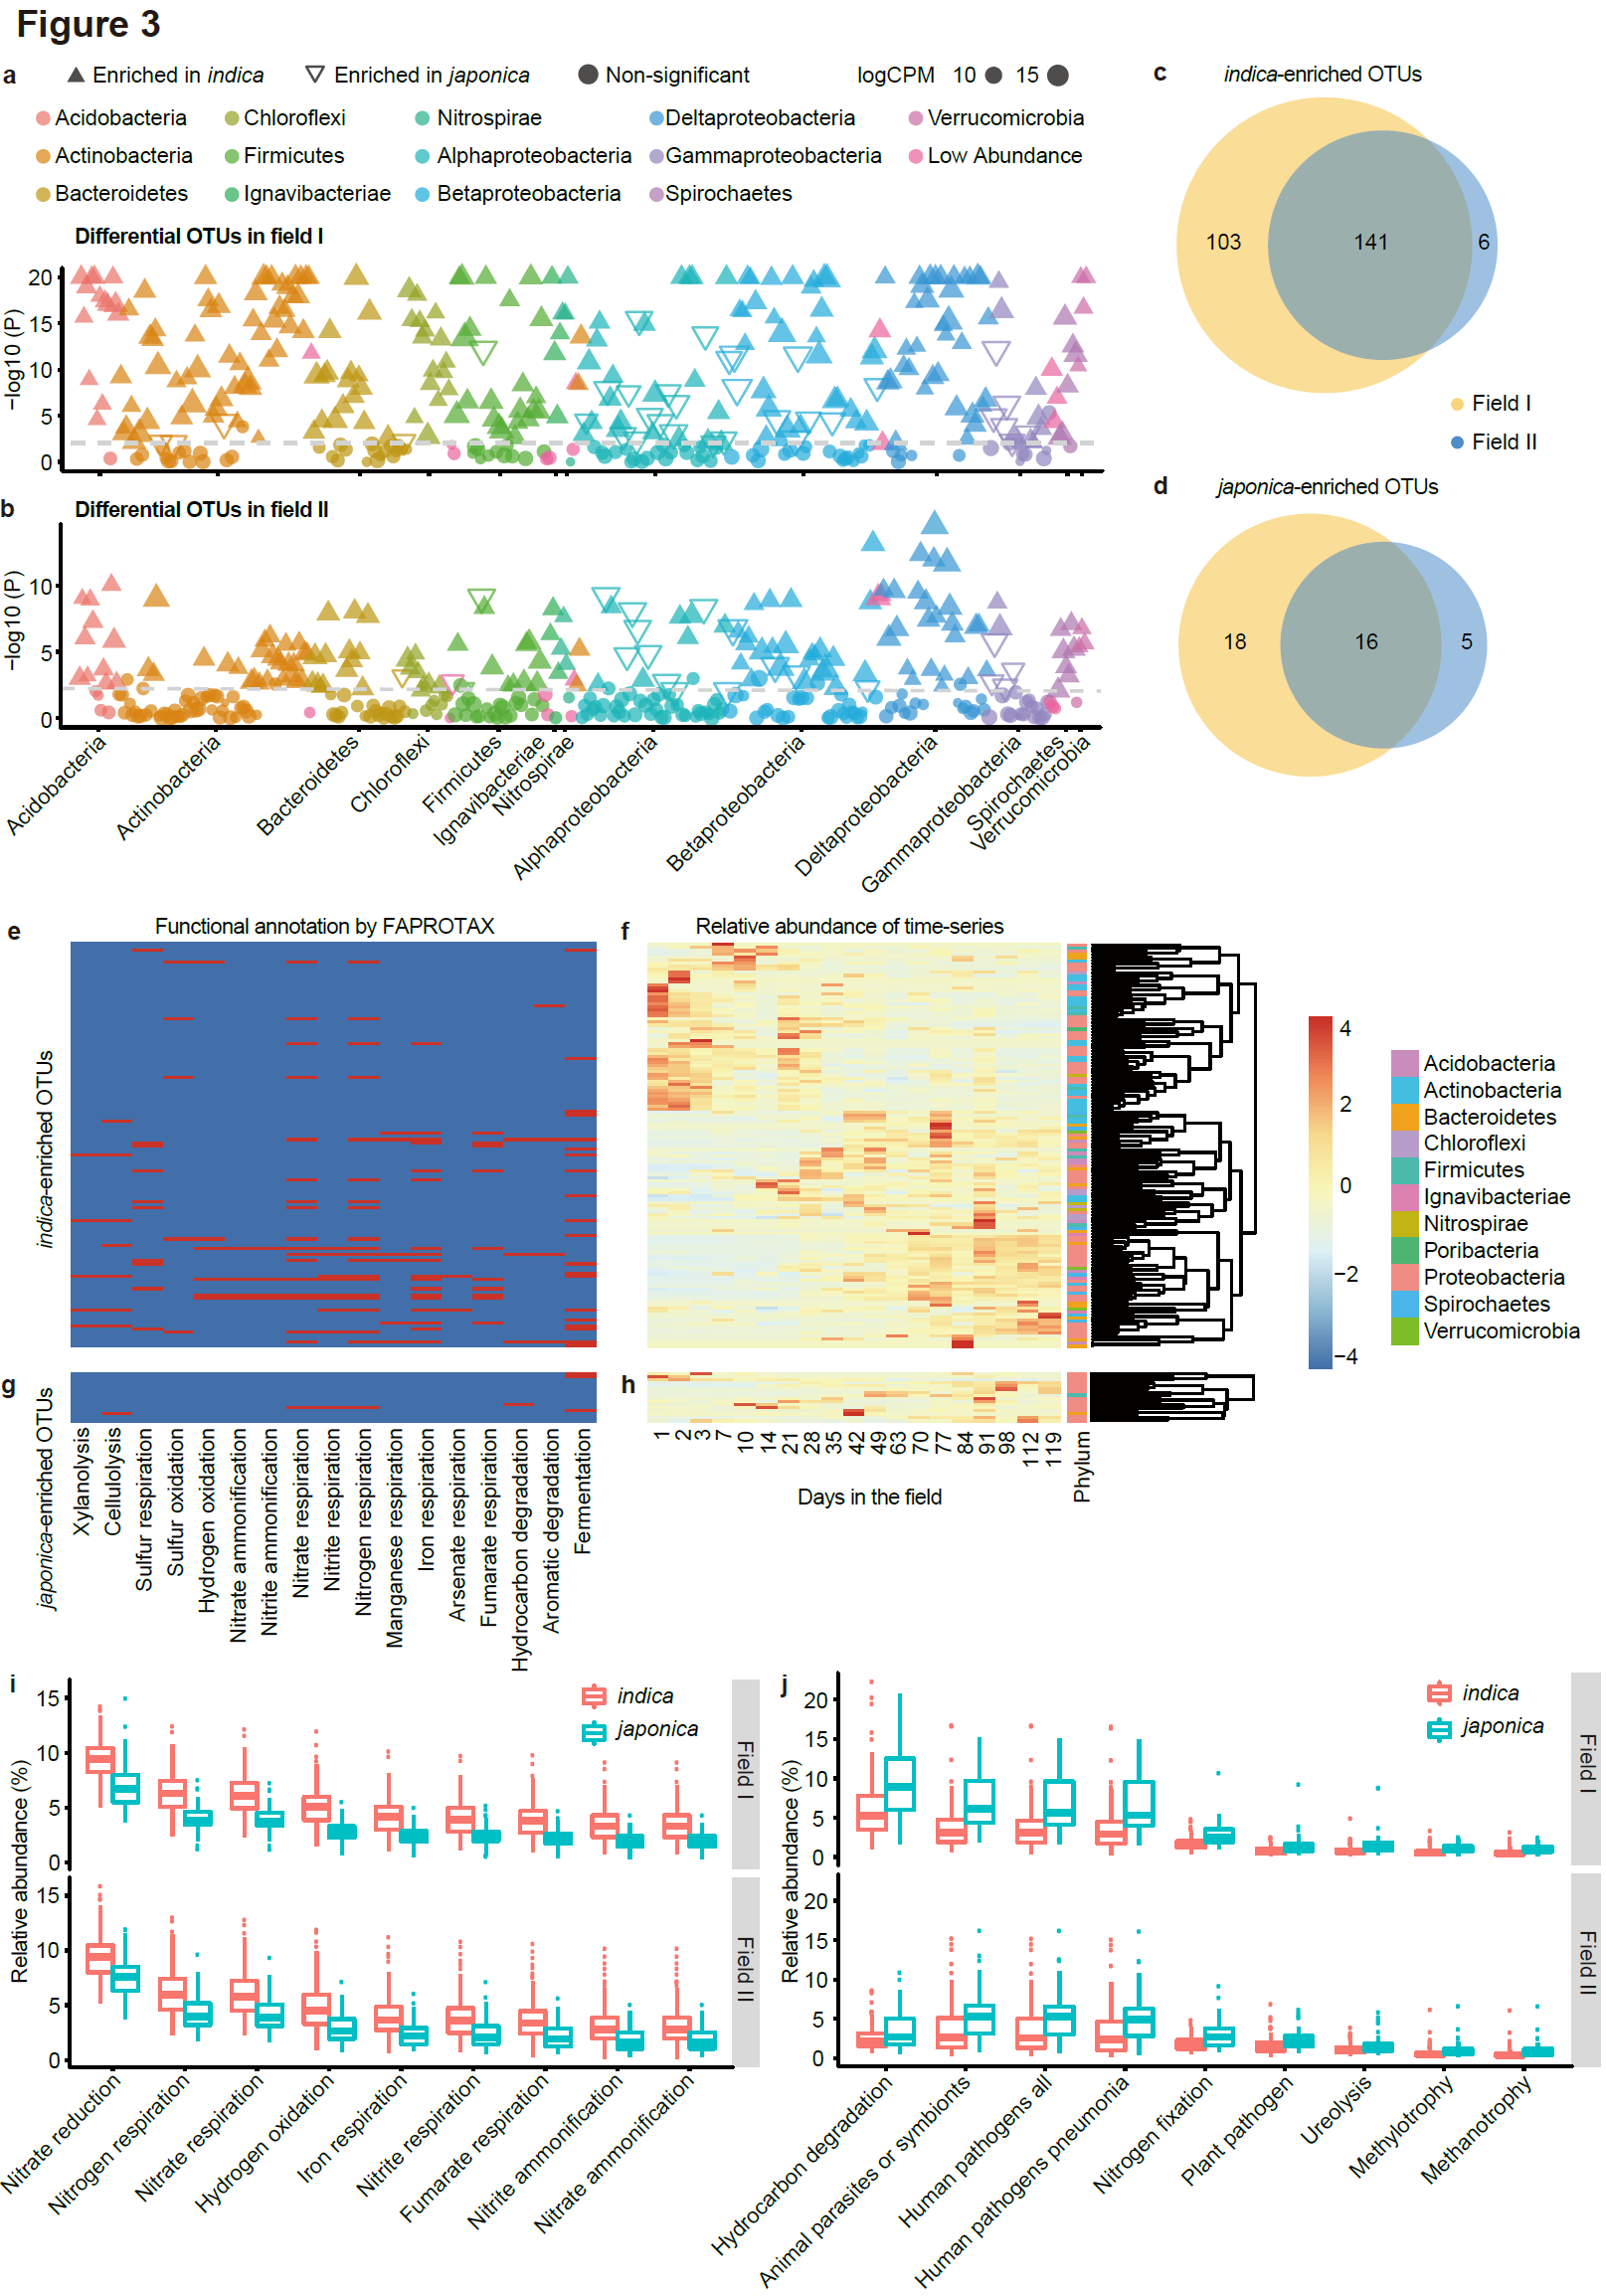 Figure 3
a
Enriched in indica
Enriched in japonica
Non-significant
logCPM 10 15
Acidobacteria
Chloroflexi
Nitrospirae
Deltaproteobacteria
Verrucomicrobia
Actinobacteria
Firmicutes
Alphaproteobacteria
Gammaproteobacteria
Low Abundance
Bacteroidetes
Ignavibacteriae
Betaproteobacteria
Spirochaetes
Differential OTUs in field I
−log10 (P)
20
15
10
5
0
b
Differential OTUs in field II
−log10 (P)
10
5
0
Acidobacteria
Actinobacteria
Bacteroidetes
Chloroflexi
Firmicutes
Ignavibacteriae
Nitrospirae
Alphaproteobacteria
Betaproteobacteria
Deltaproteobacteria
Gammaproteobacteria
Spirochaetes
Verrucomicrobia
c
indica-enriched OTUs
103
141
6
Field I
Field II
d
japonica-enriched OTUs
18
16
5
e
Functional annotation by FAPROTAX
indica-enriched OTUs
f
Relative abundance of time-series
4
2
0
−2
−4
Acidobacteria
Actinobacteria
Bacteroidetes
Chloroflexi
Firmicutes
Ignavibacteriae
Nitrospirae
Poribacteria
Proteobacteria
Spirochaetes
Verrucomicrobia
g
japonica-enriched OTUs
Xylanolysis
Cellulolysis
Sulfur respiration
Sulfur oxidation
Hydrogen oxidation
Nitrate ammonification
Nitrite ammonification
Nitrate respiration
Nitrite respiration
Nitrogen respiration
Manganese respiration
Iron respiration
Arsenate respiration
Fumarate respiration
Hydrocarbon degradation
Aromatic degradation
Fermentation
h
1
2
3
7
10
14
21
28
35
42
49
63
70
77
84
91
98
112
119
Phylum
Days in the field
i
indica
japonica
Relative abundance (%)
15
10
5
0
Field I
15
10
5
0
Field II
Nitrate reduction
Nitrogen respiration
Nitrate respiration
Hydrogen oxidation
Iron respiration
Nitrite respiration
Fumarate respiration
Nitrite ammonification
Nitrate ammonification
j
indica
japonica
Relative abundance (%)
20
15
10
5
0
Field I
20
15
10
5
0
Field II
Hydrocarbon degradation
Animal parasites or symbionts
Human pathogens all
Human pathogens pneumonia
Nitrogen fixation
Plant pathogen
Ureolysis
Methylotrophy
Methanotrophy